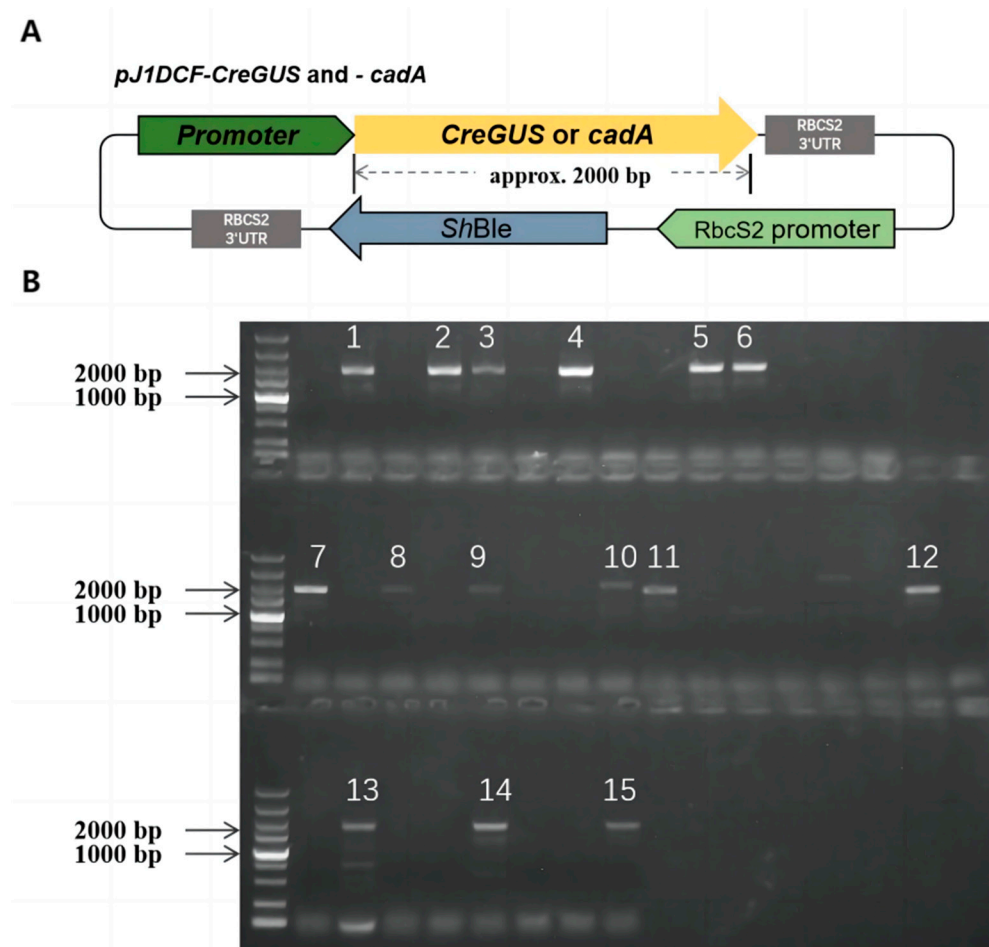 A
pJ1DCF-CreGUS and - cadA
Promoter
CreGUS or cadA
RBCS2
3'UTR
approx. 2000 bp
RBCS2
3'UTR
ShBle
RbcS2 promoter
B
1 2 3 4 5 6
2000 bp
1000 bp
7 8 9 10 11 12
2000 bp
1000 bp
13 14 15
2000 bp
1000 bp